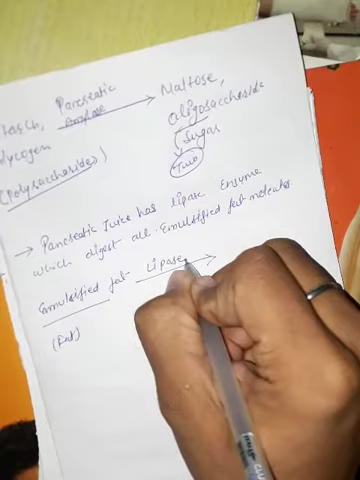 Starch, Pancreatic Amylase → Maltose,
Glycogen Oligosaccharide
(Polysaccharides) Sugars
Two
→ Pancreatic Juice has lipase Enzyme
which digest all Emulsified fat molecules
Emulsified fat Lipase →
(Fat)